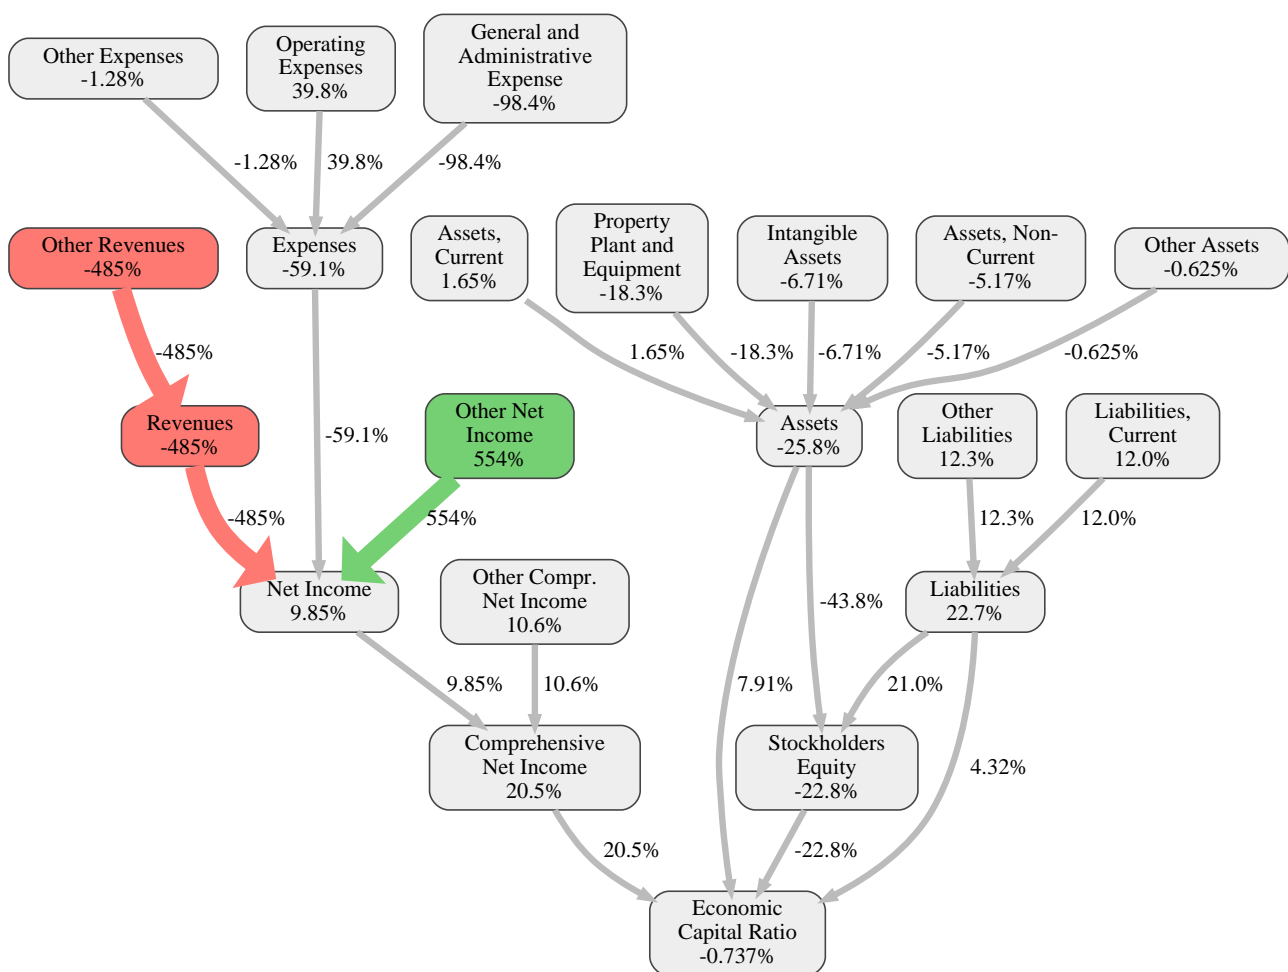 Other Expenses
-1.28%
Operating
Expenses
39.8%
General and
Administrative
Expense
-98.4%
-1.28%
39.8%
-98.4%
Other Revenues
-485%
Expenses
-59.1%
Assets,
Current
1.65%
Property
Plant and
Equipment
-18.3%
Intangible
Assets
-6.71%
Assets, Non-
Current
-5.17%
Other Assets
-0.625%
-485%
1.65%
-18.3%
-6.71%
-5.17%
-0.625%
Revenues
-485%
-59.1%
Other Net
Income
554%
Assets
-25.8%
Other
Liabilities
12.3%
Liabilities,
Current
12.0%
-485%
554%
12.3%
12.0%
Net Income
9.85%
Other Compr.
Net Income
10.6%
-43.8%
Liabilities
22.7%
9.85%
10.6%
7.91%
21.0%
Comprehensive
Net Income
20.5%
Stockholders
Equity
-22.8%
4.32%
20.5%
-22.8%
Economic
Capital Ratio
-0.737%